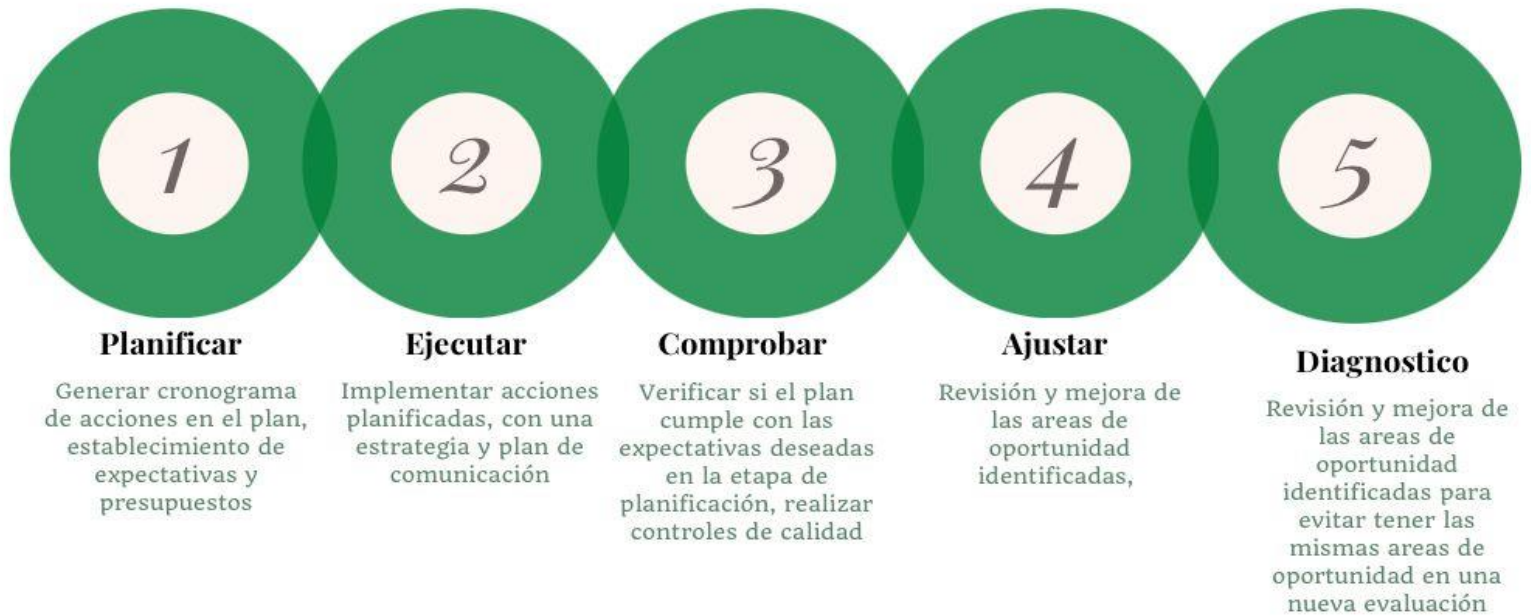 1
Planificar
Generar cronograma
de acciones en el plan,
establecimiento de
expectativas y
presupuestos
2
Ejecutar
Implementar acciones
planificadas, con una
estrategia y plan de
comunicación
3
Comprobar
Verificar si el plan
cumple con las
expectativas deseadas
en la etapa de
planificación, realizar
controles de calidad
4
Ajustar
Revisión y mejora de
las areas de
oportunidad
identificadas,
5
Diagnostico
Revisión y mejora de
las areas de
oportunidad
identificadas para
evitar tener las
mismas areas de
oportunidad en una
nueva evaluación